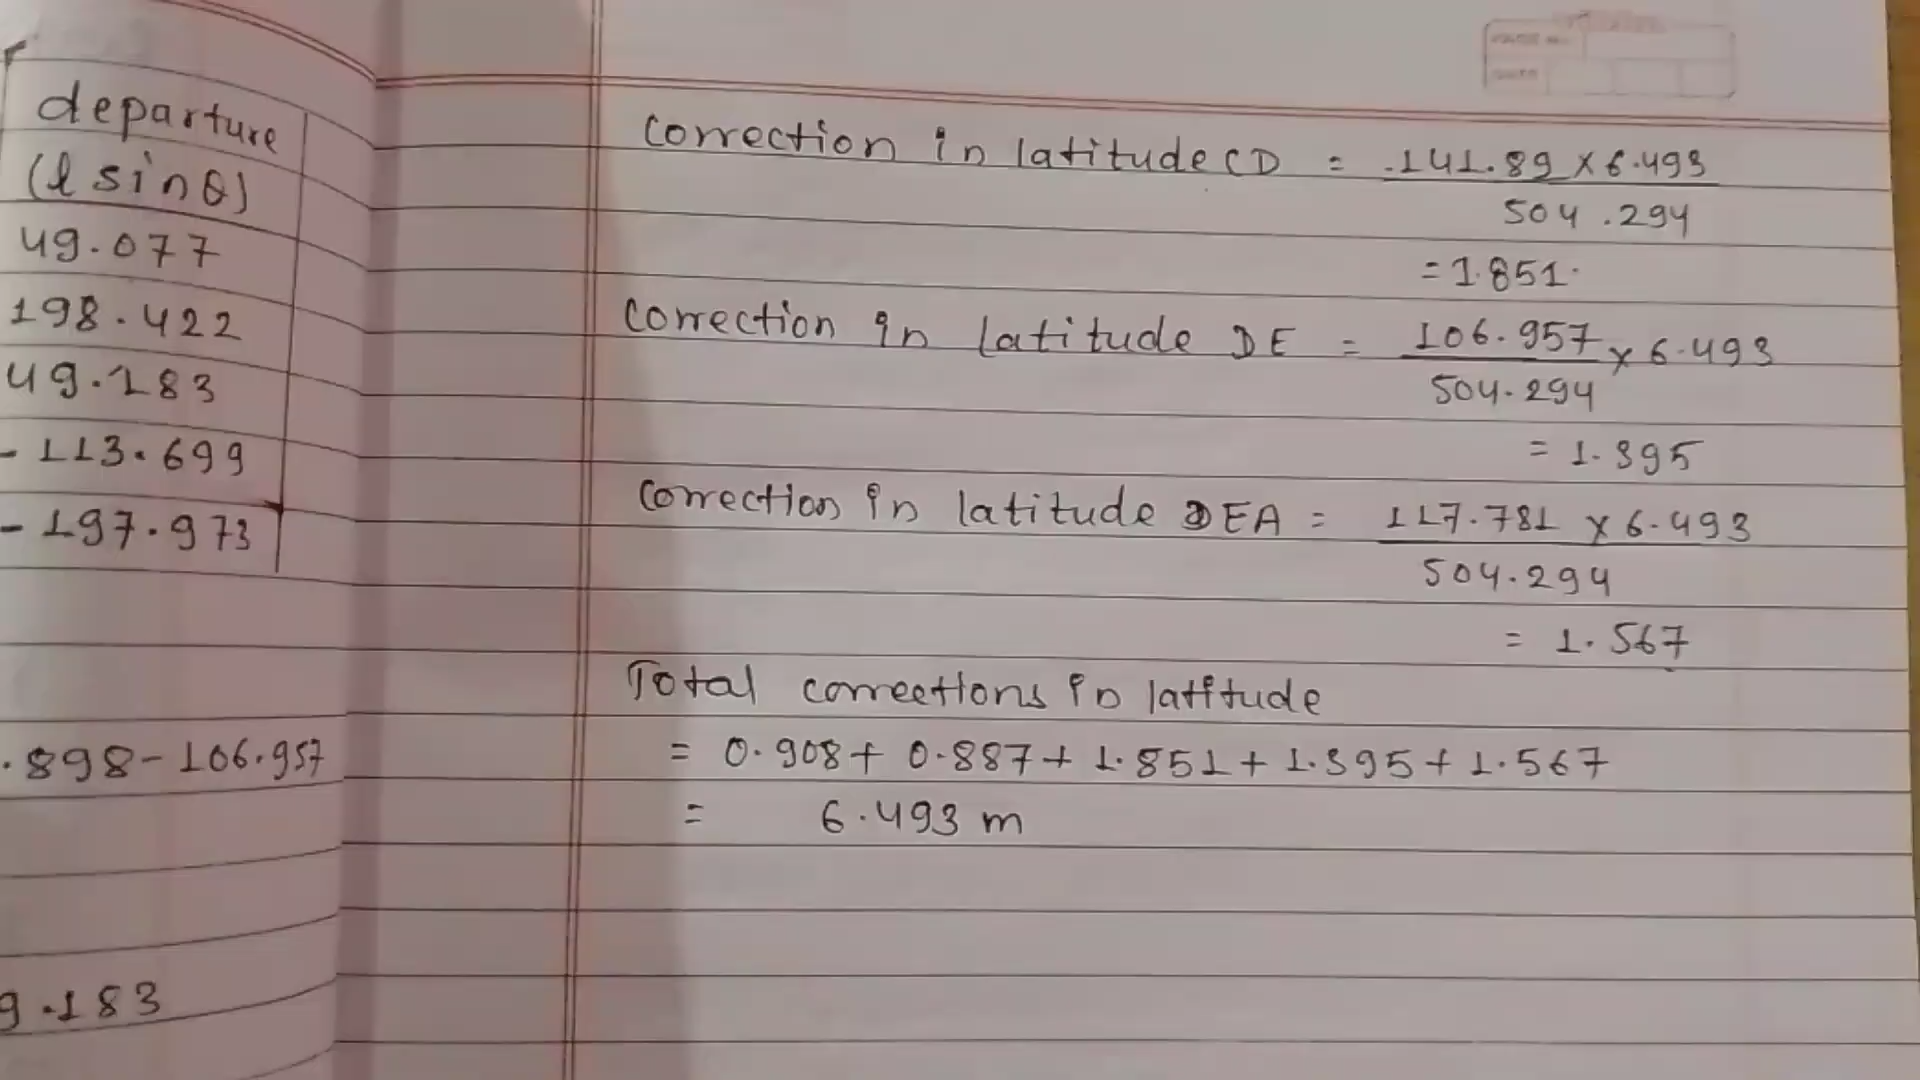 departure
(l sinθ)
49.077
198.422
49.183
- 113.699
- 197.973
.898-106.957
9.183
Correction in latitude CD = 141.89 x 6.493
504.294
= 1.851
Correction in latitude DE = 106.957 x 6.493
504.294
= 1.395
Correction in latitude EA = 117.781 x 6.493
504.294
= 1.567
Total corrections in latitude
= 0.908 + 0.887 + 1.851 + 1.395 + 1.567
= 6.493 m